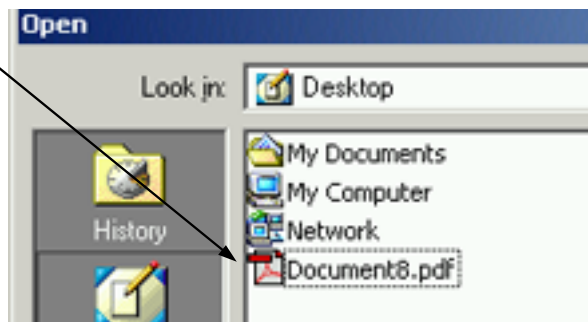 Open
Look in: Desktop
My Documents
My Computer
History
Network
Document8.pdf